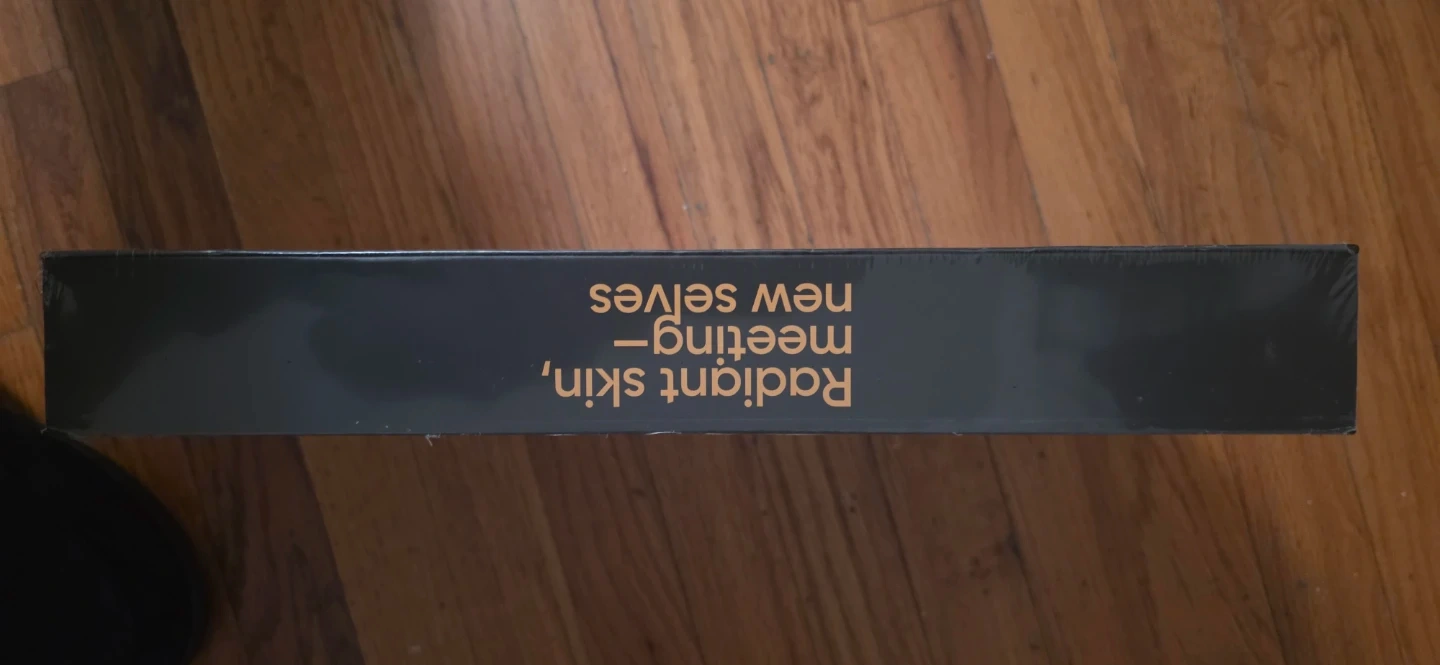 Radiant skin,
meeting—
new selves